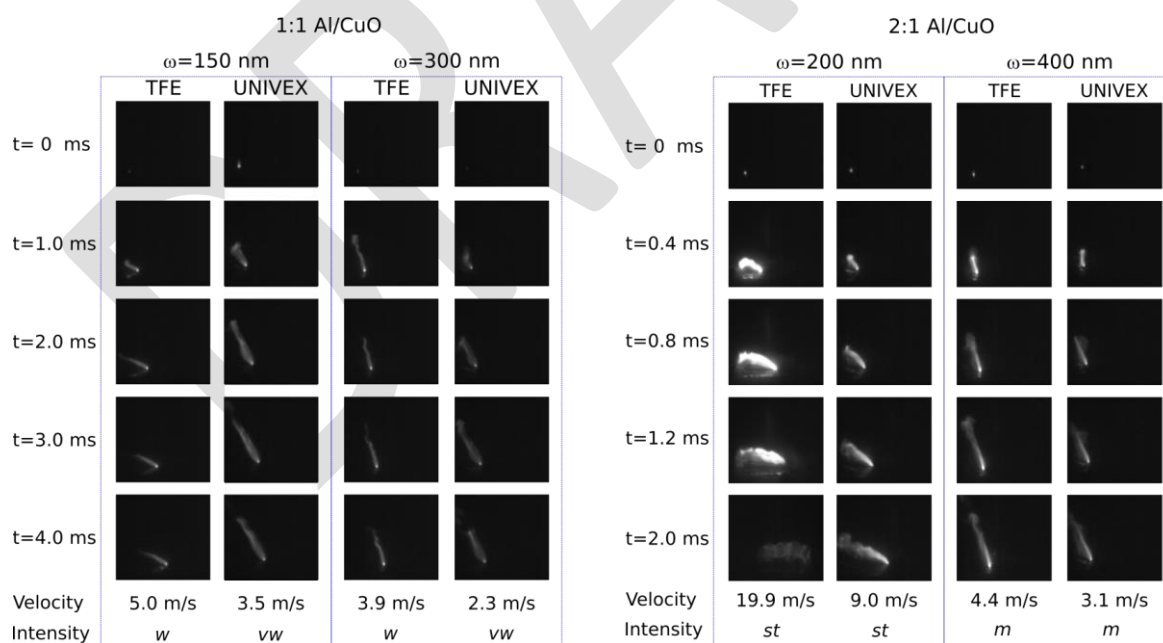 1:1 Al/CuO
ω=150 nm ω=300 nm
TFE UNIVEX TFE UNIVEX
t= 0 ms
t=1.0 ms
t=2.0 ms
t=3.0 ms
t=4.0 ms
Velocity 5.0 m/s 3.5 m/s 3.9 m/s 2.3 m/s
Intensity w vw w vw
2:1 Al/CuO
ω=200 nm ω=400 nm
TFE UNIVEX TFE UNIVEX
t= 0 ms
t=0.4 ms
t=0.8 ms
t=1.2 ms
t=2.0 ms
Velocity 19.9 m/s 9.0 m/s 4.4 m/s 3.1 m/s
Intensity st st m m